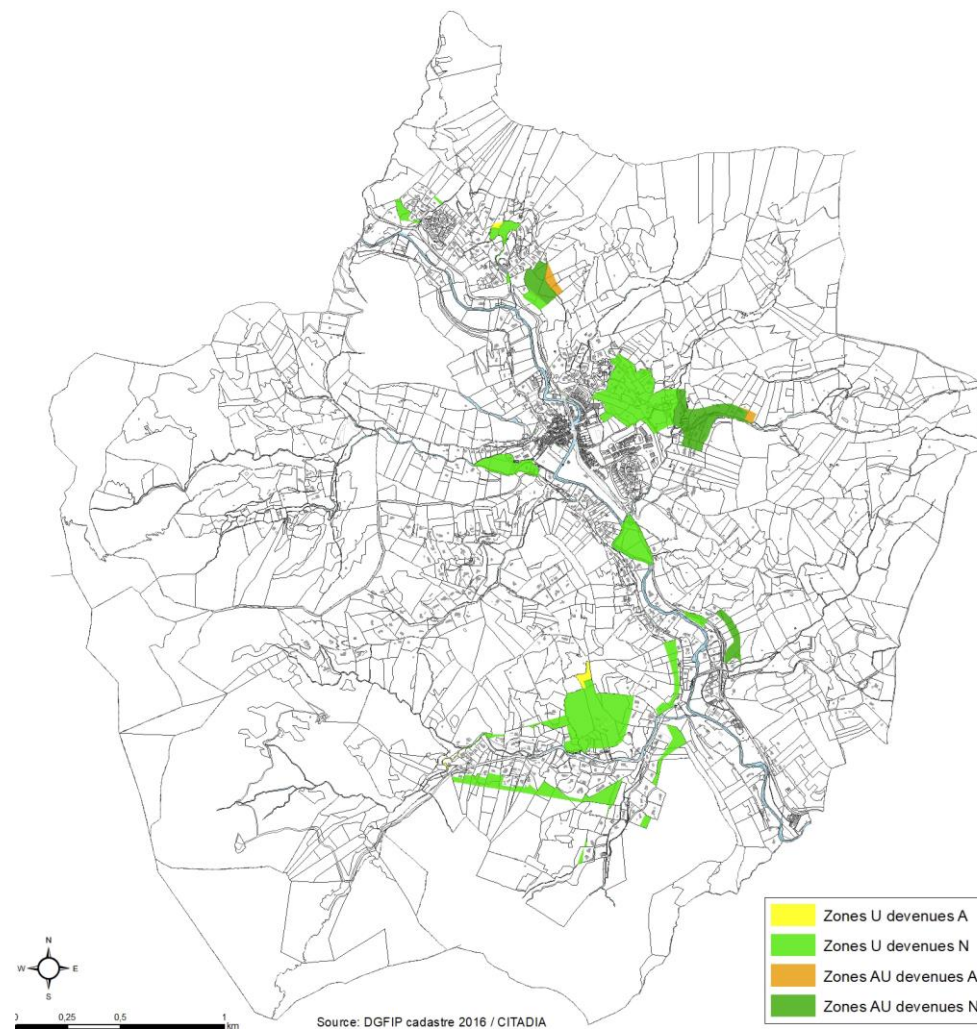 Zones U devenues A
Zones U devenues N
Zones AU devenues A
Zones AU devenues N
N
W E
S
0 0,25 0,5 1
km
Source: DGFIP cadastre 2016 / CITADIA